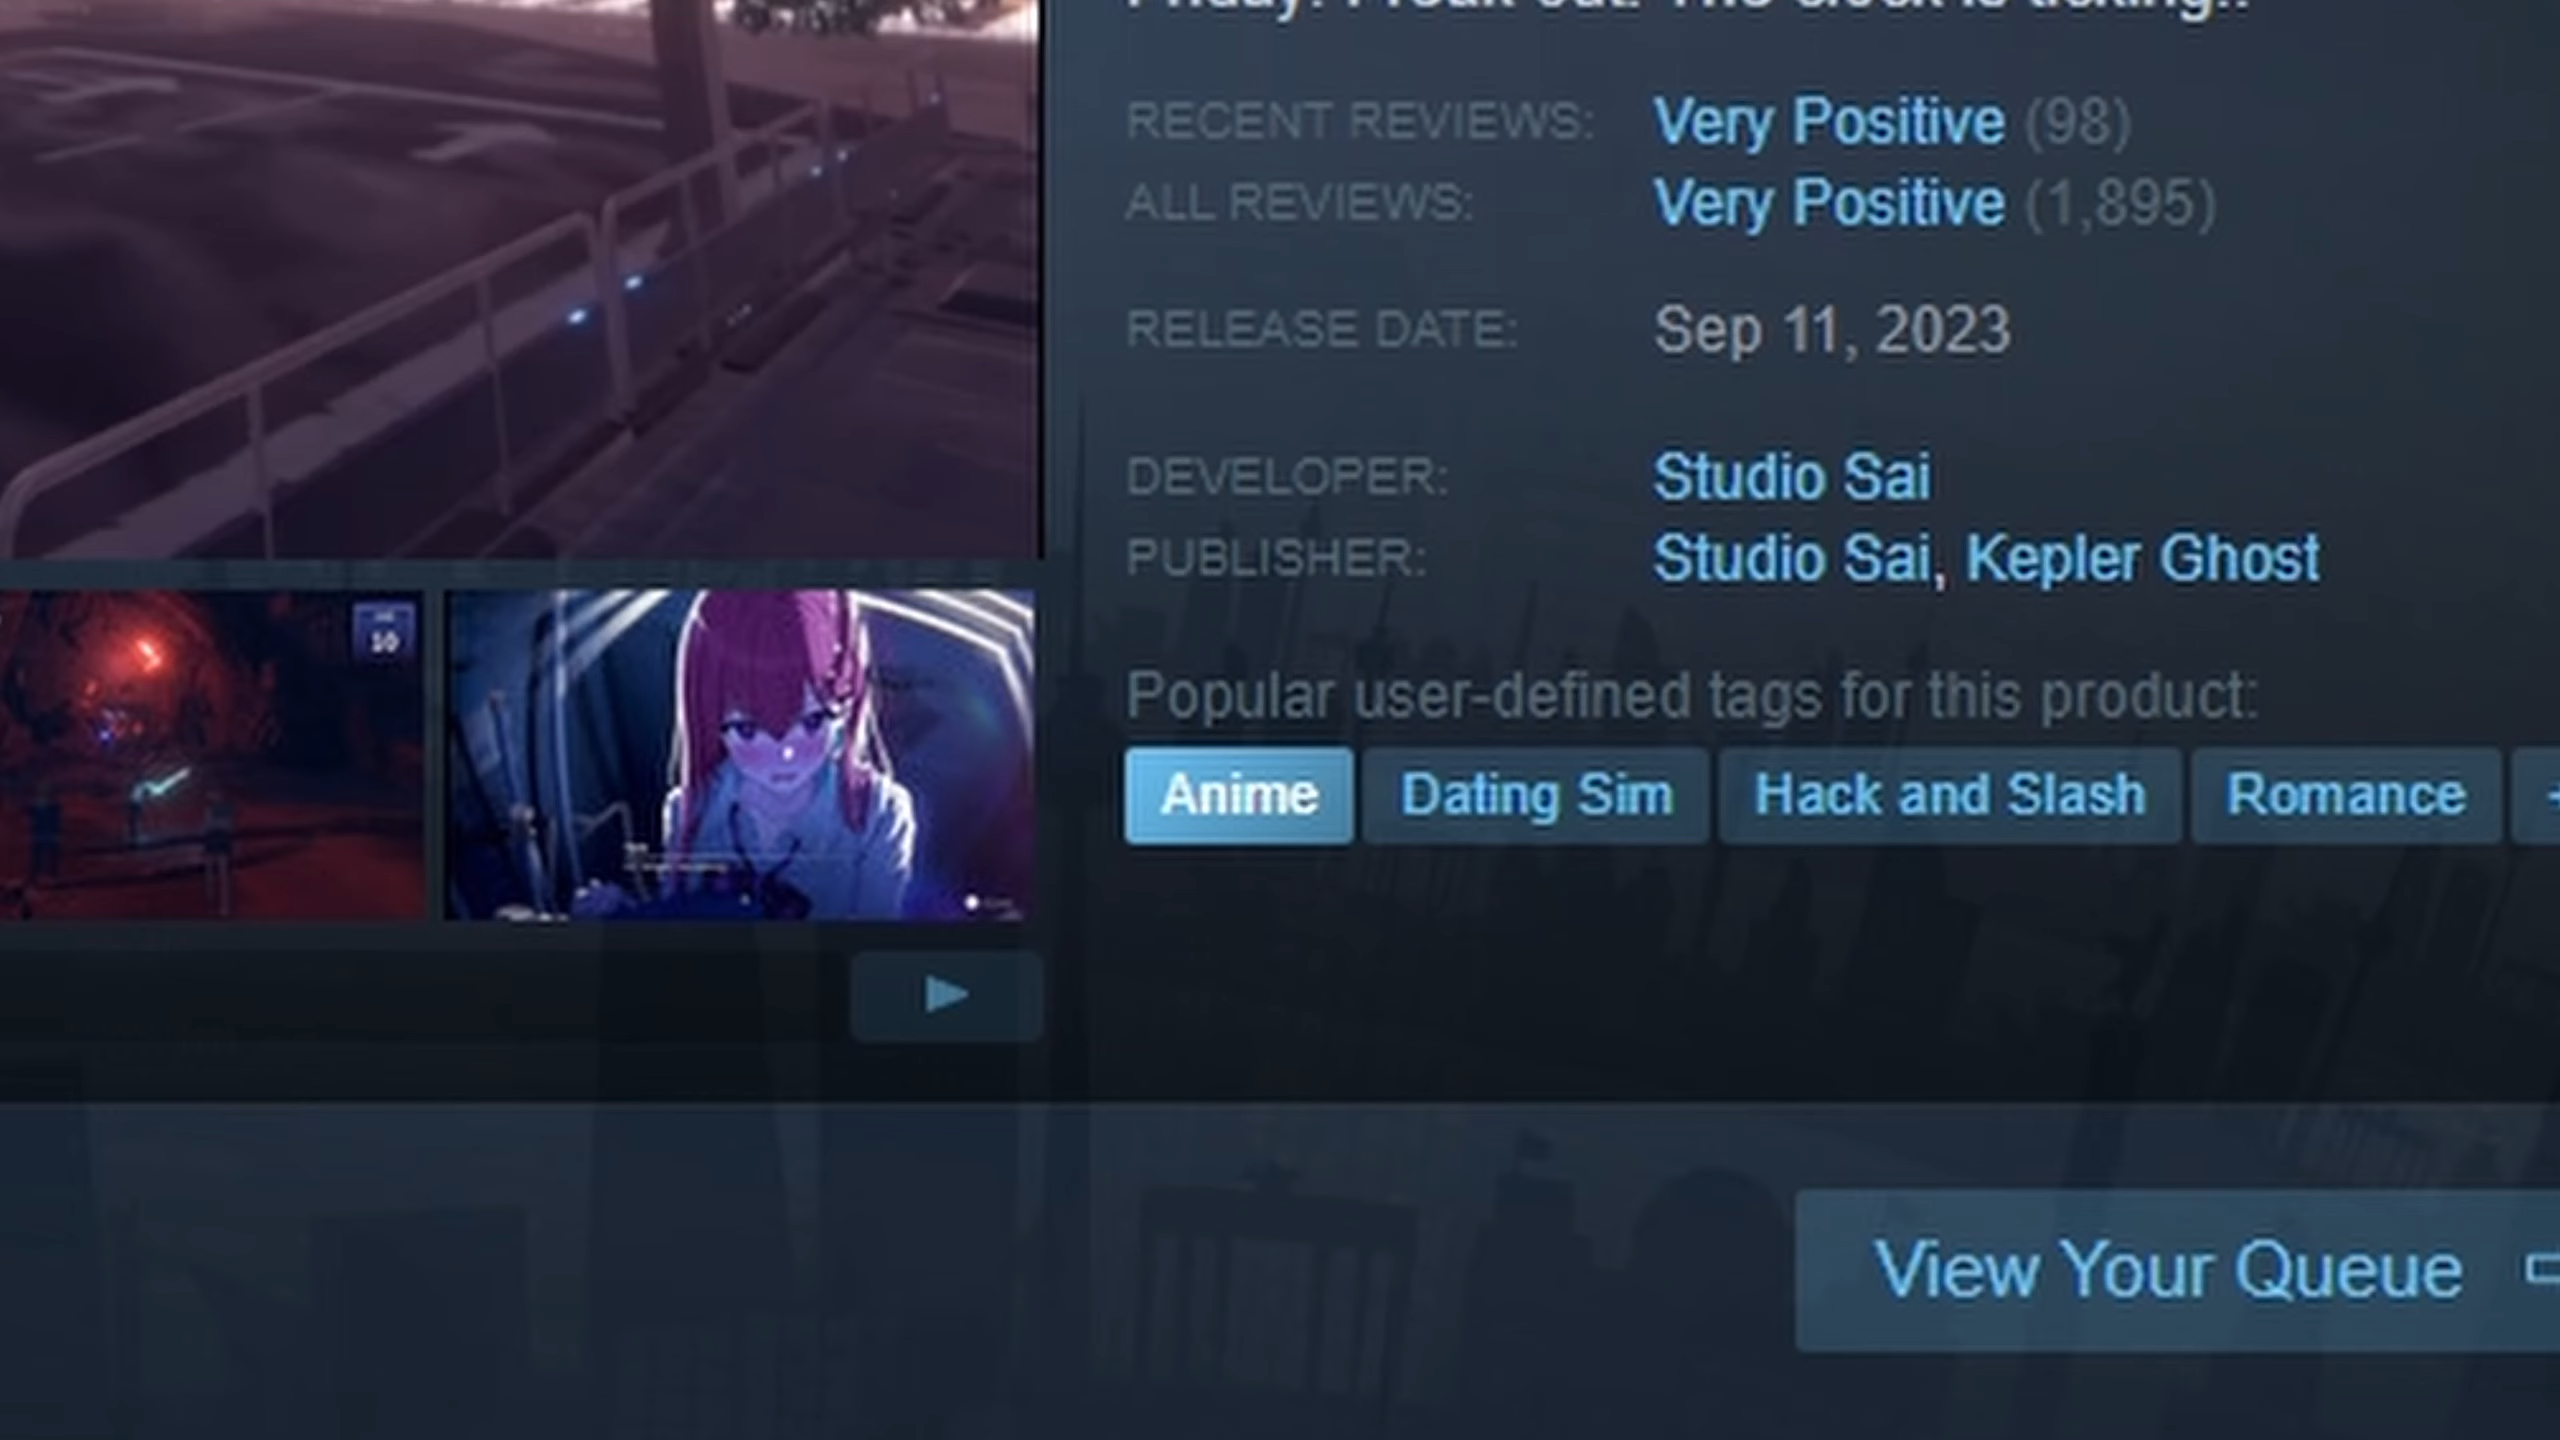 RECENT REVIEWS: Very Positive (98)
ALL REVIEWS: Very Positive (1,895)
RELEASE DATE: Sep 11, 2023
DEVELOPER: Studio Sai
PUBLISHER: Studio Sai, Kepler Ghost
10
Popular user-defined tags for this product:
Anime Dating Sim Hack and Slash Romance +
View Your Queue